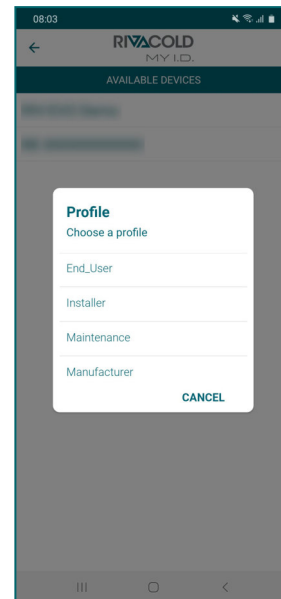 08:03
RIVACOLD
MY I.D.
AVAILABLE DEVICES
Profile
Choose a profile
End_User
Installer
Maintenance
Manufacturer
CANCEL